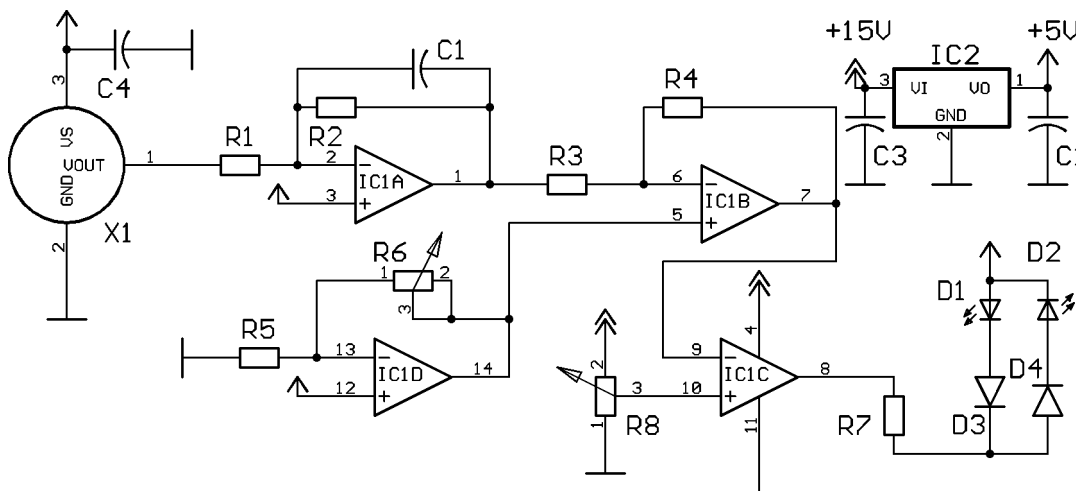 +15V
+5V
IC2
3
VI
VO
1
GND
2
C3
C1
C4
3
VS
VOUT
GND
1
2
X1
R1
C1
R2
2
3
IC1A
1
R3
R4
6
5
IC1B
7
R6
1
2
3
R5
13
12
IC1D
14
2
3
1
R8
9
10
4
IC1C
8
11
R7
D1
D2
D3
D4